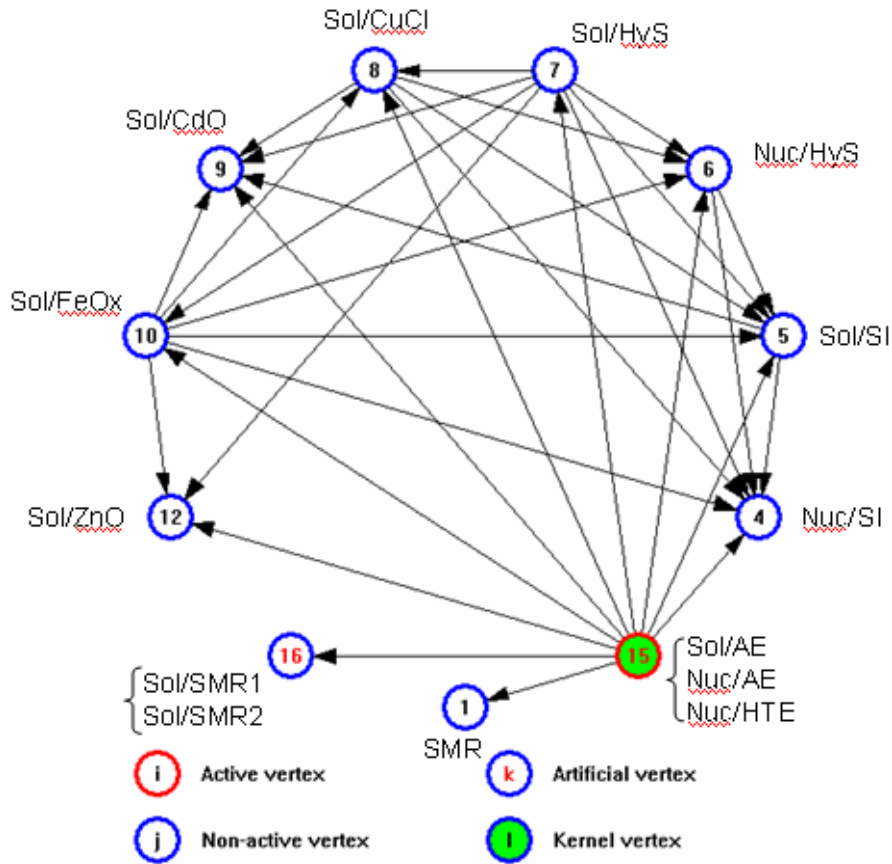 Sol/CuCl
Sol/HyS
8
7
Sol/CdO
9
6
Nuc/HyS
Sol/FeOx
10
5
Sol/SI
Sol/ZnO
12
4
Nuc/SI
16
15
Sol/AE
Nuc/AE
Nuc/HTE
Sol/SMR1
Sol/SMR2
1
SMR
i Active vertex
k Artificial vertex
j Non-active vertex
l Kernel vertex